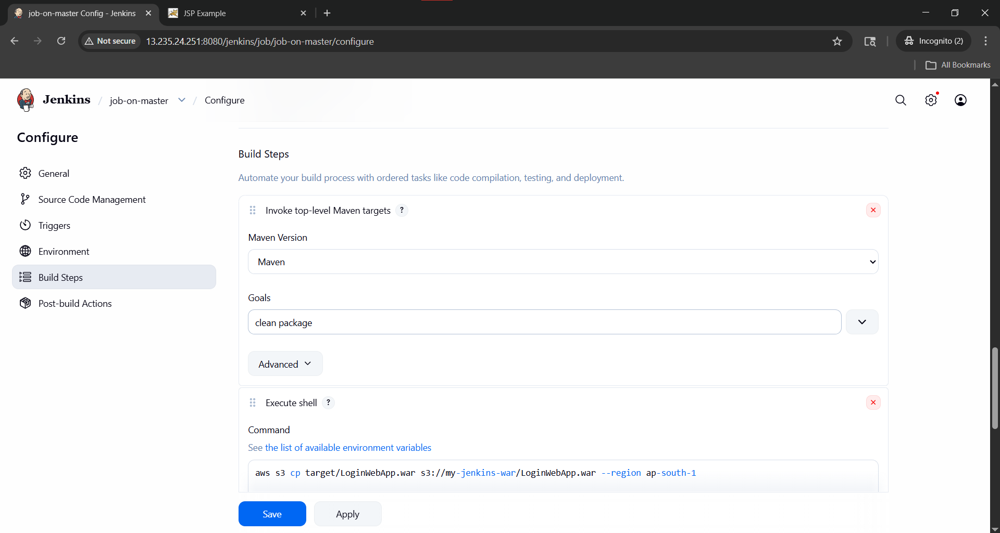 job-on-master Config - Jenkins
JSP Example
Not secure
13.235.24.251:8080/jenkins/job/job-on-master/configure
Incognito (2)
All Bookmarks
Jenkins / job-on-master / Configure
Configure
General
Source Code Management
Triggers
Environment
Build Steps
Post-build Actions
Build Steps
Automate your build process with ordered tasks like code compilation, testing, and deployment.
Invoke top-level Maven targets ?
Maven Version
Maven
Goals
clean package
Advanced
Execute shell ?
Command
See the list of available environment variables
aws s3 cp target/LoginWebApp.war s3://my-jenkins-war/LoginWebApp.war --region ap-south-1
Save
Apply